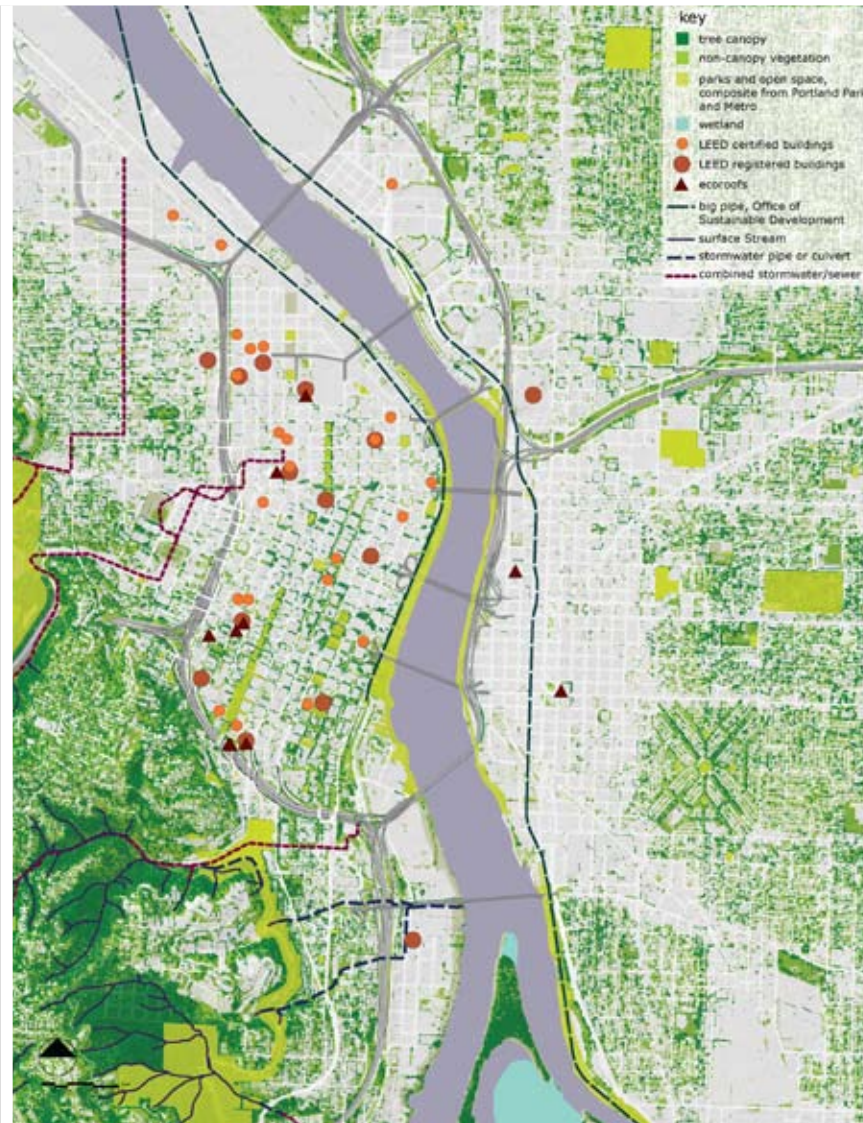 key
tree canopy
non-canopy vegetation
parks and open space,
composite from Portland Park
and Metro
wetland
LEED certified buildings
LEED registered buildings
ecoroofs
big pipe, Office of
Sustainable Development
surface Stream
stormwater pipe or culvert
combined stormwater/sewer